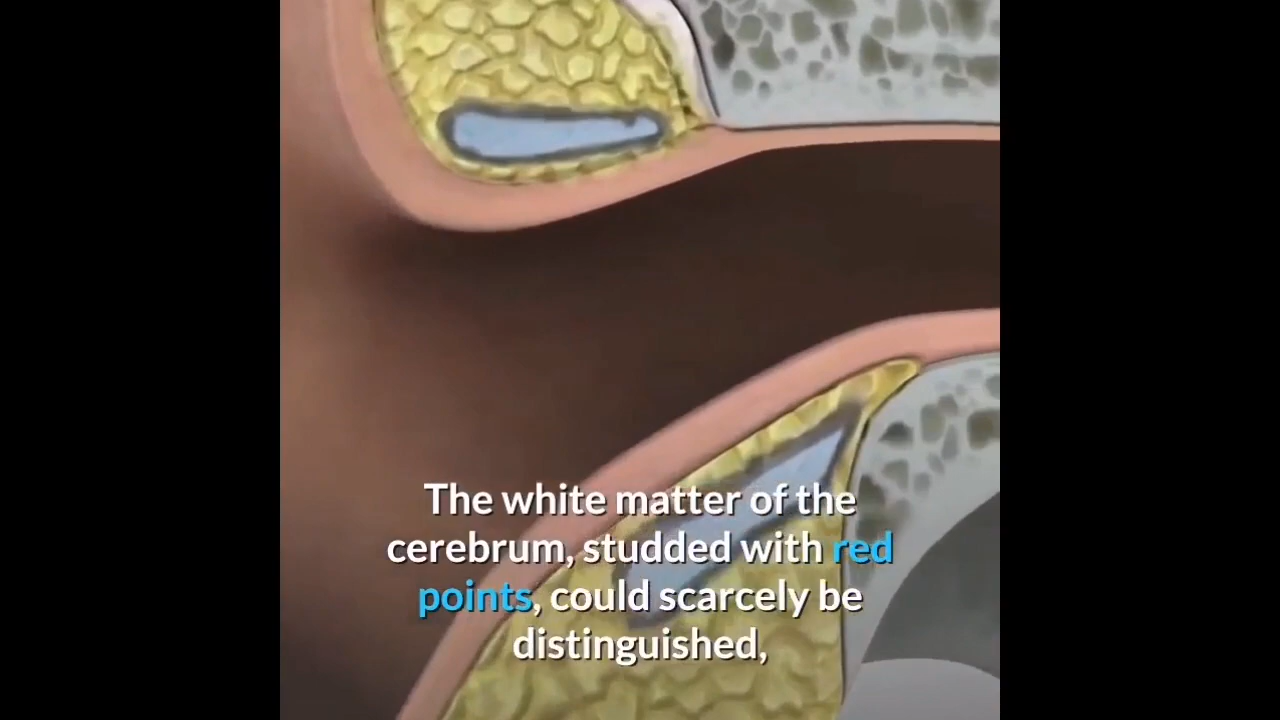 The white matter of the
cerebrum, studded with red
points, could scarcely be
distinguished,